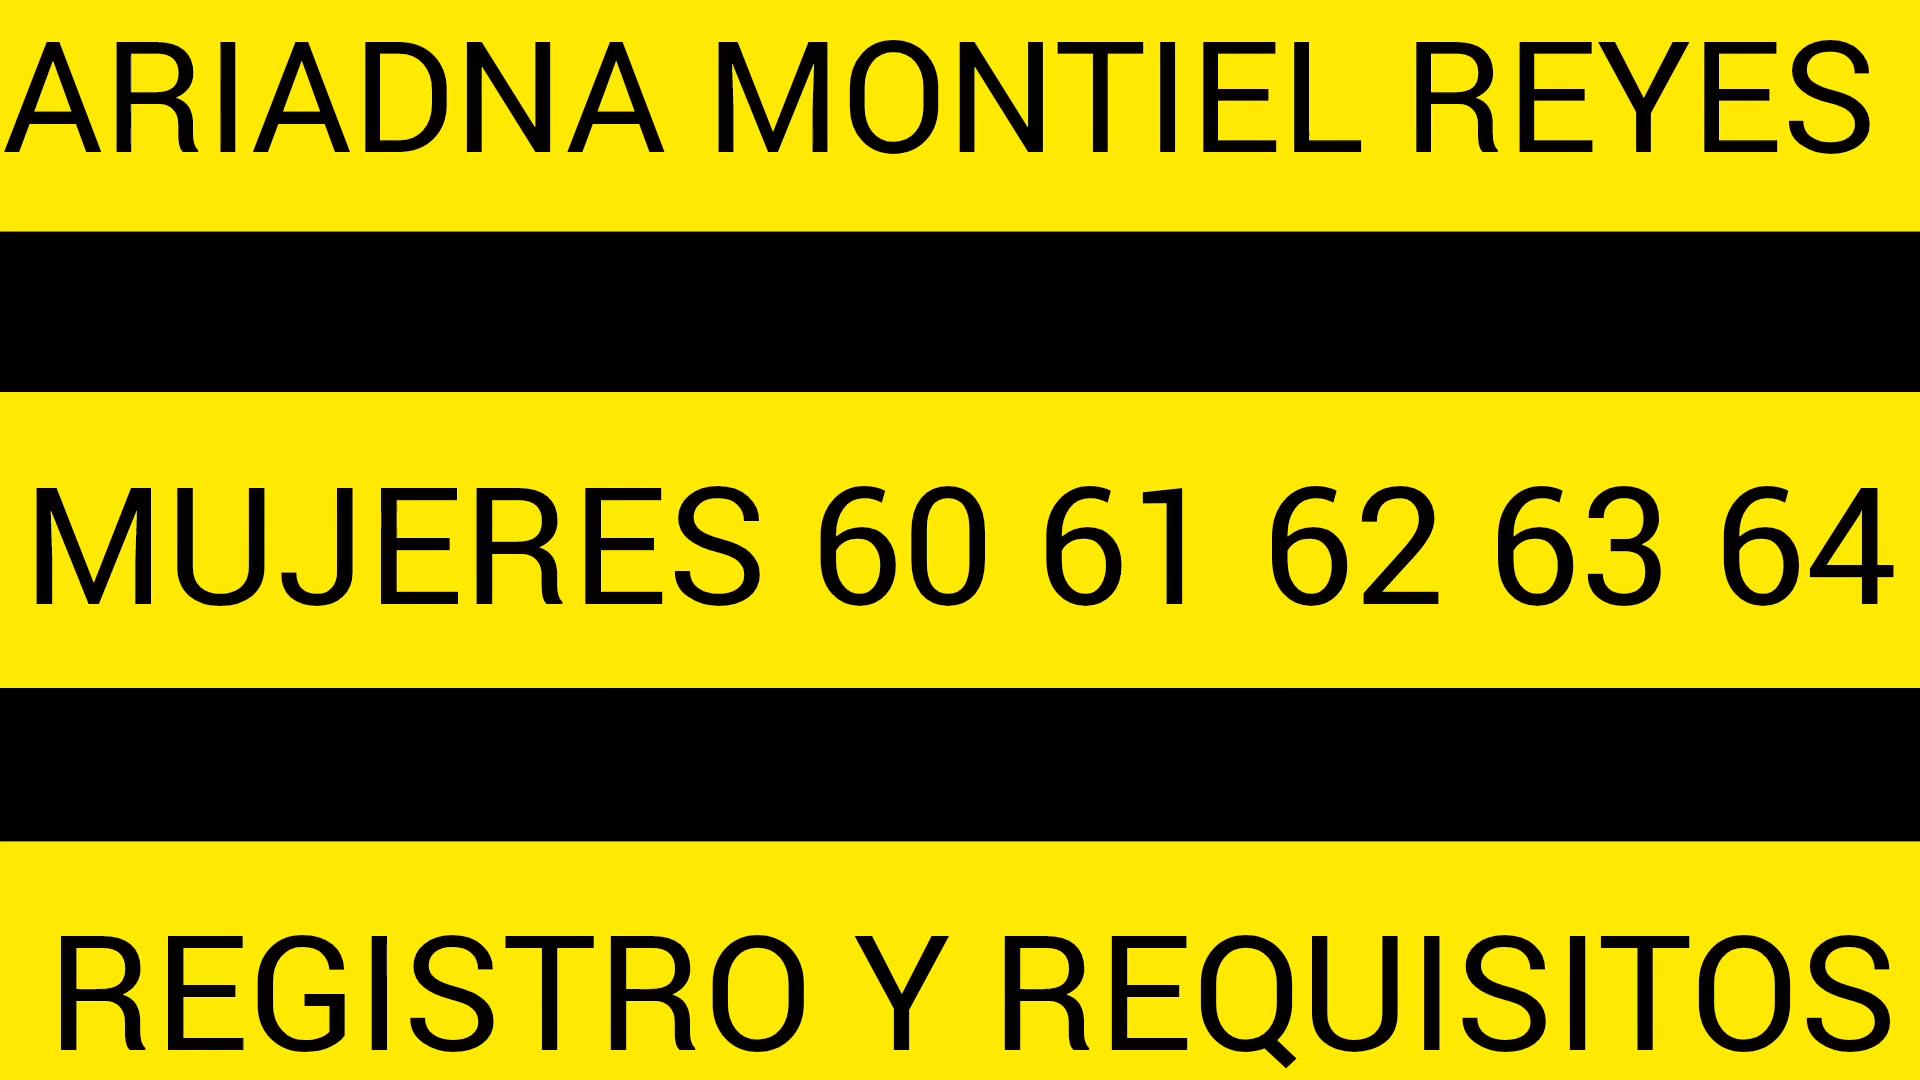 ARIADNA MONTIEL REYES
MUJERES 60 61 62 63 64
REGISTRO Y REQUISITOS